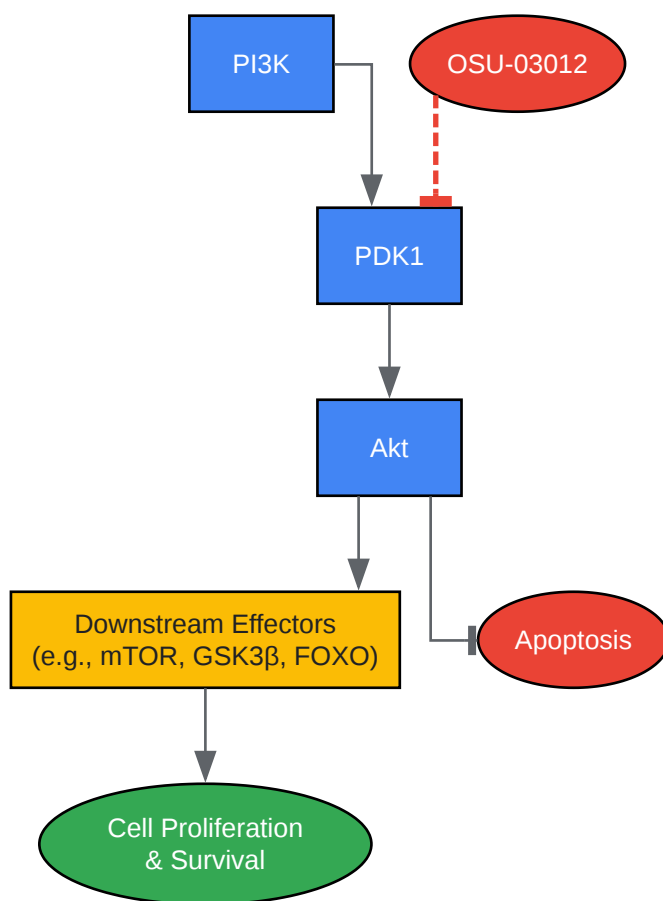 PI3K
OSU-03012
PDK1
Akt
Downstream Effectors
(e.g., mTOR, GSK3β, FOXO)
Apoptosis
Cell Proliferation
& Survival